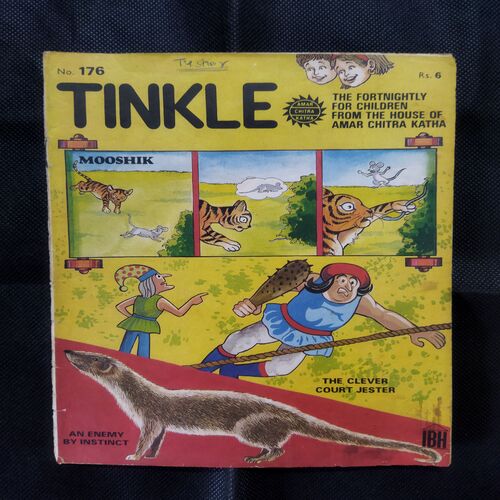 No. 176
Rs. 6
TINKLE
AMAR
CHITRA
KATHA
THE FORTNIGHTLY
FOR CHILDREN
FROM THE HOUSE OF
AMAR CHITRA KATHA
MOOSHIK
THE CLEVER
COURT JESTER
AN ENEMY
BY INSTINCT
IBH